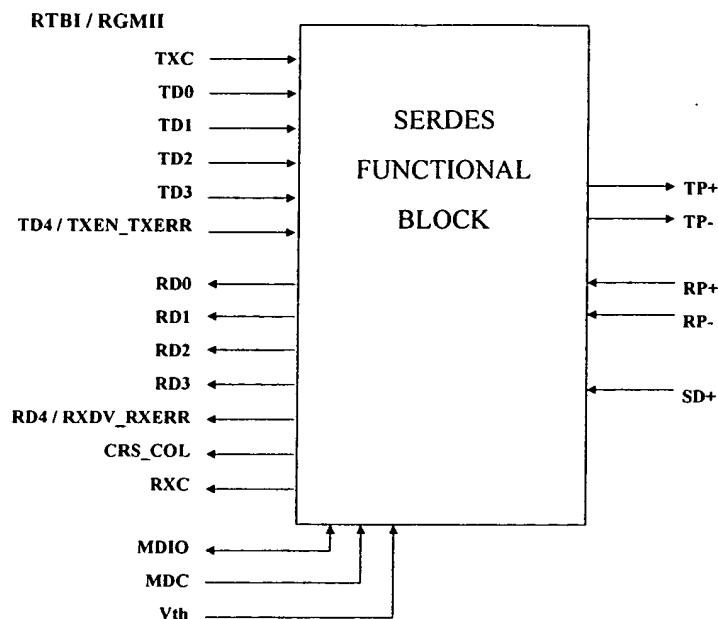 RTBI / RGMII
TXC
TD0
TD1
TD2
TD3
TD4 / TXEN_TXERR
RD0
RD1
RD2
RD3
RD4 / RXDV_RXERR
CRS_COL
RXC
MDIO
MDC
Vth
SERDES
FUNCTIONAL
BLOCK
TP+
TP-
RP+
RP-
SD+